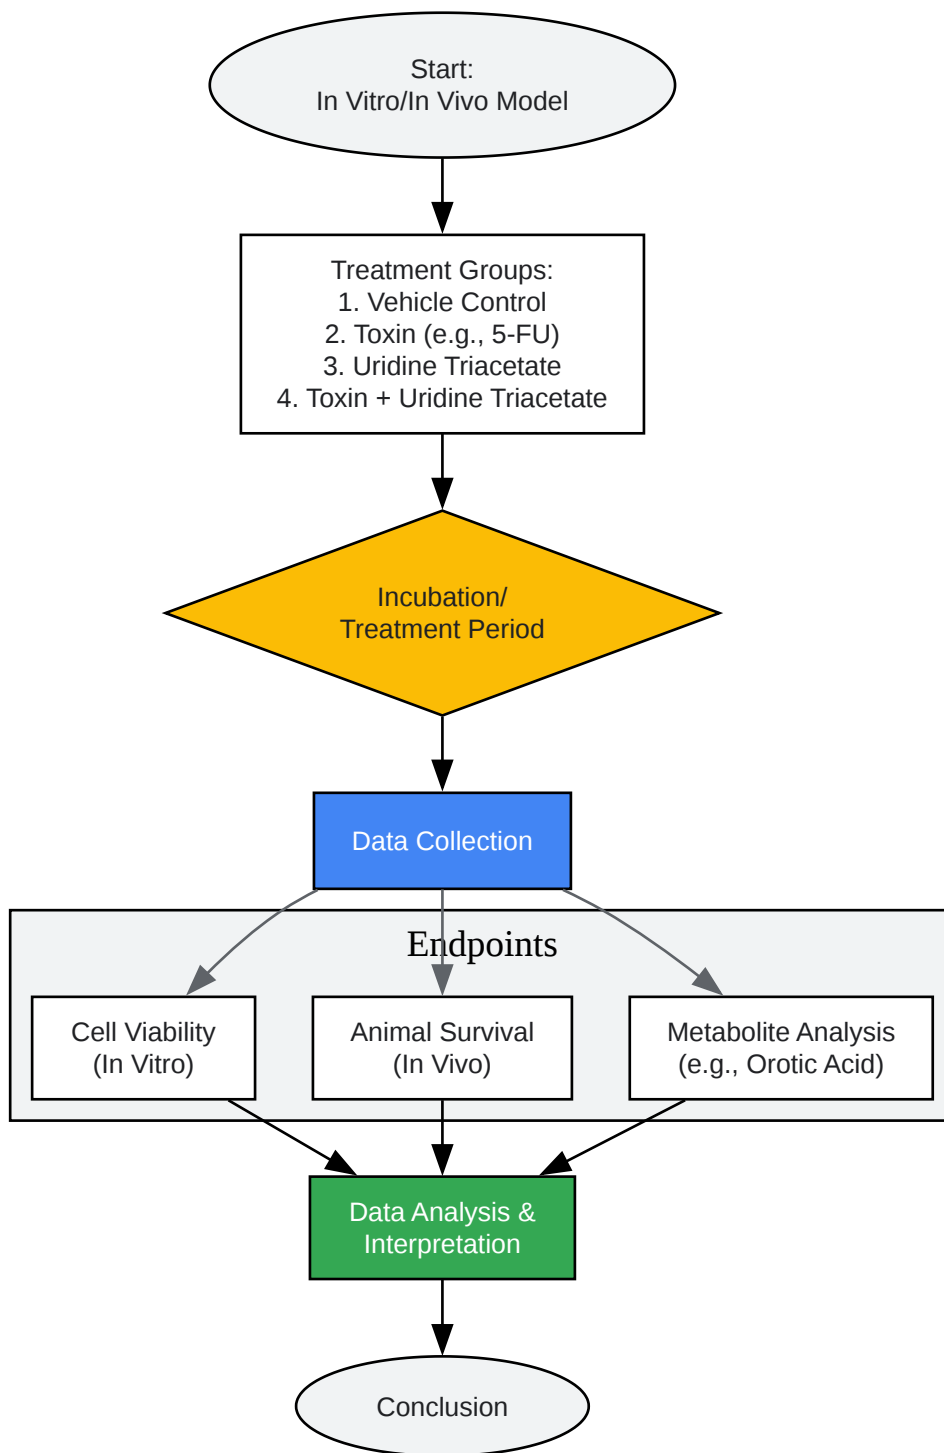 Start:
In Vitro/In Vivo Model
Treatment Groups:
1. Vehicle Control
2. Toxin (e.g., 5-FU)
3. Uridine Triacetate
4. Toxin + Uridine Triacetate
Incubation/
Treatment Period
Data Collection
Endpoints
Cell Viability
(In Vitro)
Animal Survival
(In Vivo)
Metabolite Analysis
(e.g., Orotic Acid)
Data Analysis &
Interpretation
Conclusion